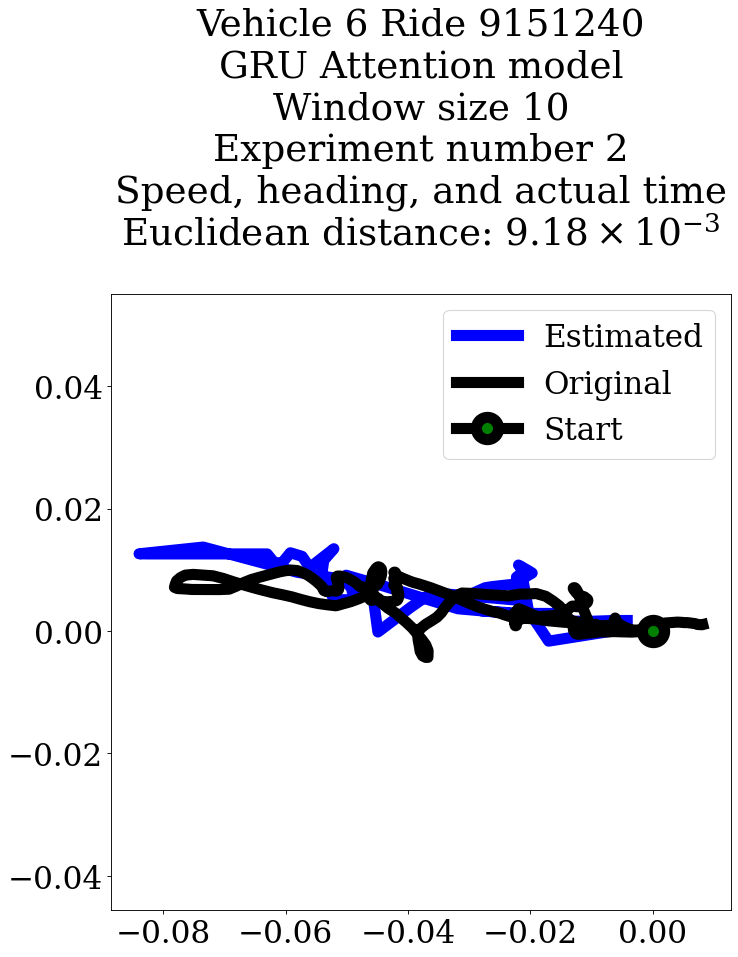 Vehicle 6 Ride 9151240
GRU Attention model
Window size 10
Experiment number 2
Speed, heading, and actual time
Euclidean distance: 9.18 × 10⁻³
Estimated
Original
Start
0.04
0.02
0.00
−0.02
−0.04
−0.08 −0.06 −0.04 −0.02 0.00